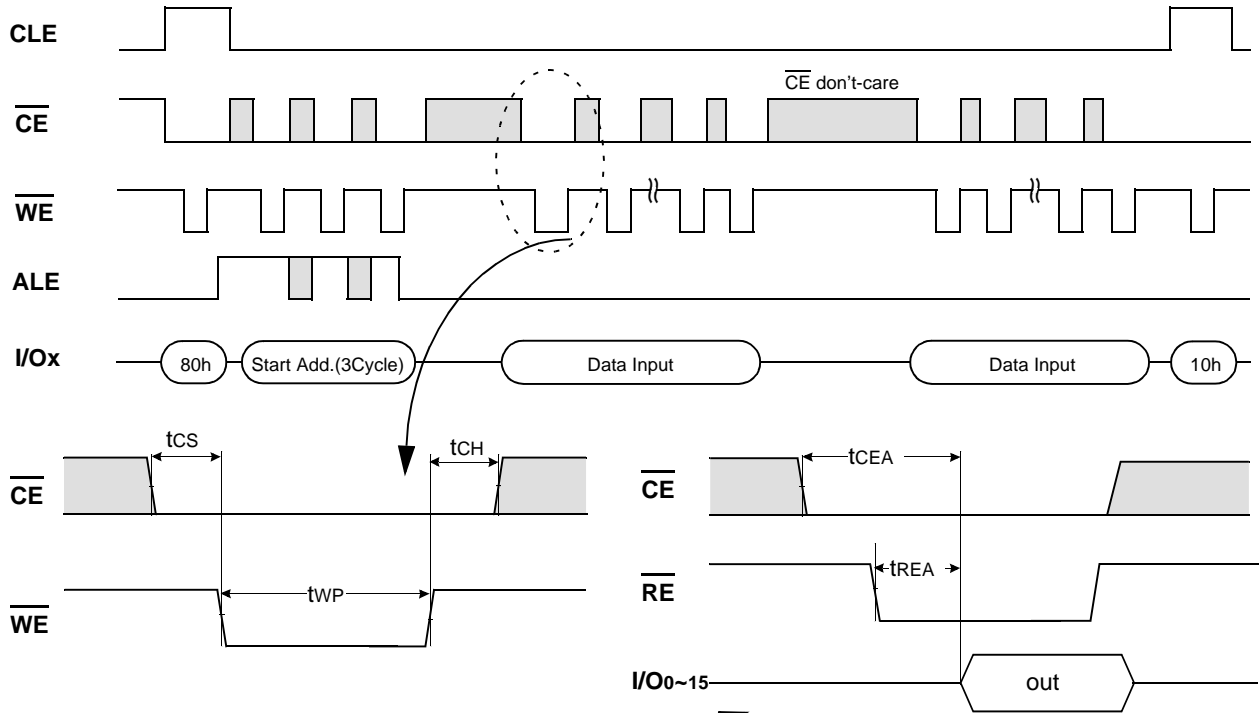 CLE
CE don't-care
CE
WE
ALE
I/Ox
80h
Start Add.(3Cycle)
Data Input
Data Input
10h
tCS
tCH
CE
tWP
WE
tCEA
CE
tREA
RE
I/O0~15
out